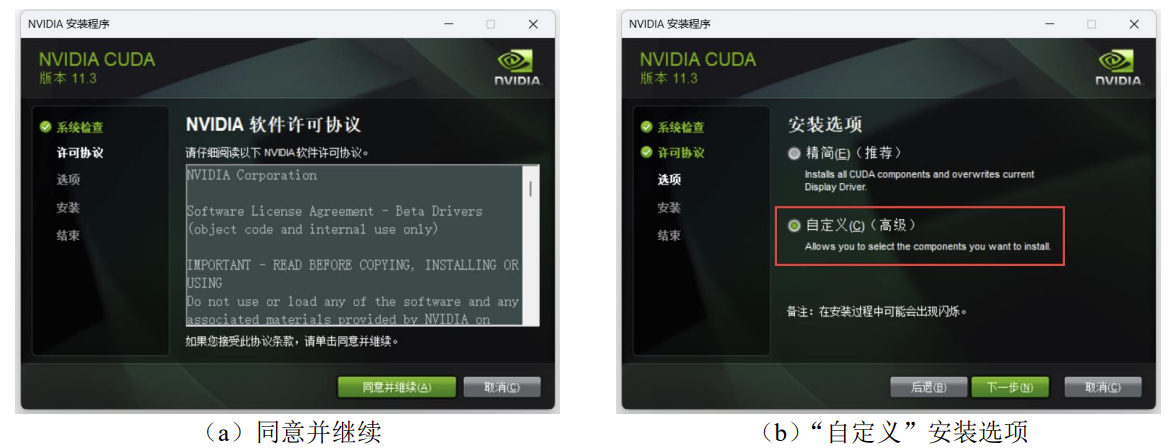 NVIDIA 安装程序
NVIDIA CUDA
版本 11.3
NVIDIA
系统检查
许可协议
选项
安装
结束
NVIDIA 软件许可协议
请仔细阅读以下 NVIDIA 软件许可协议。
NVIDIA Corporation
Software License Agreement - Beta Drivers
(object code and internal use only)
IMPORTANT - READ BEFORE COPYING, INSTALLING OR
USING
Do not use or load any of the software and any
associated materials provided by NVIDIA on
如果您接受此协议条款，请单击同意并继续。
同意并继续(A)
取消(C)
（a）同意并继续
NVIDIA 安装程序
NVIDIA CUDA
版本 11.3
NVIDIA
系统检查
许可协议
选项
安装
结束
安装选项
精简(E)（推荐）
Installs all CUDA components and overwrites current
Display Driver.
自定义(C)（高级）
Allows you to select the components you want to install.
备注：在安装过程中可能会出现闪烁。
后退(B)
下一步(N)
取消(C)
（b）“自定义”安装选项